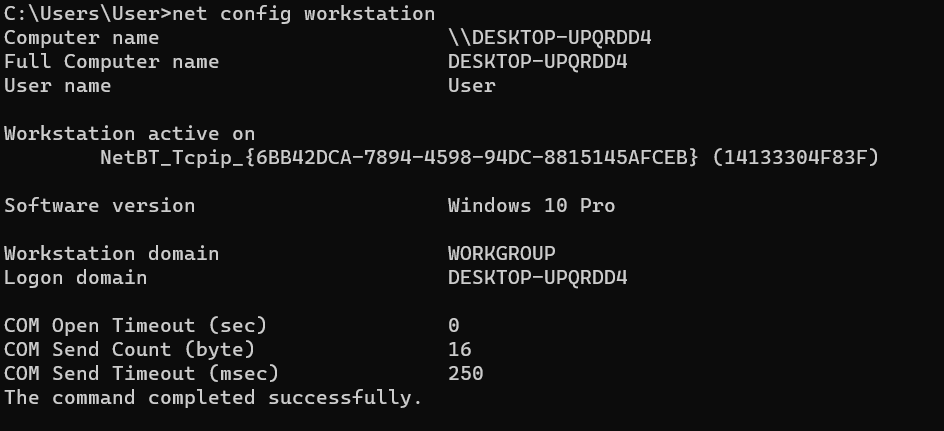 C:\Users\User>net config workstation
Computer name                        \\DESKTOP-UPQRDD4
Full Computer name                   DESKTOP-UPQRDD4
User name                            User
Workstation active on
        NetBT_Tcpip_{6BB42DCA-7894-4598-94DC-8815145AFCEB} (14133304F83F)
Software version                     Windows 10 Pro
Workstation domain                   WORKGROUP
Logon domain                         DESKTOP-UPQRDD4
COM Open Timeout (sec)               0
COM Send Count (byte)                16
COM Send Timeout (msec)              250
The command completed successfully.